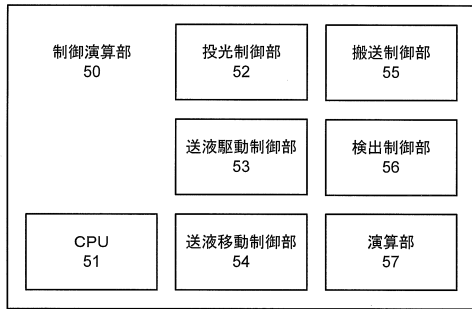 制御演算部
50
投光制御部
52
搬送制御部
55
送液駆動制御部
53
検出制御部
56
CPU
51
送液移動制御部
54
演算部
57